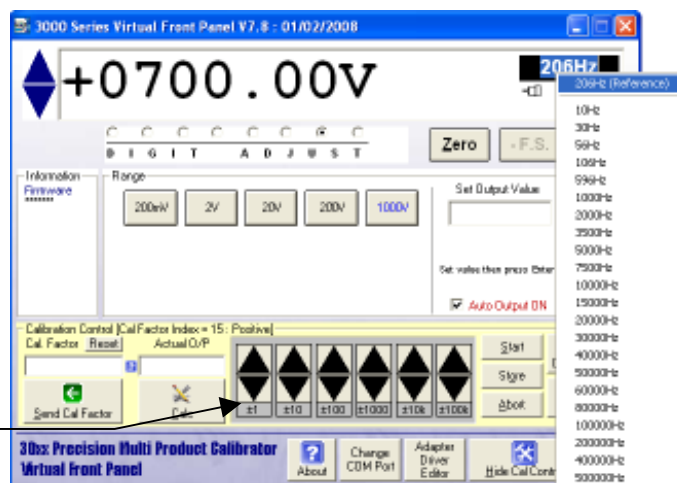 3000 Series Virtual Front Panel V7.8 : 01/02/2008
+0700.00V
206Hz
DIGIT ADJUST
Zero
- F.S.
Information
Firmware
Range
200mV
2V
20V
200V
1000V
Set Output Value
Set value then press Enter
Auto Output ON
206Hz (Reference)
10Hz
30Hz
56Hz
106Hz
596Hz
1000Hz
2000Hz
3500Hz
5000Hz
7500Hz
10000Hz
15000Hz
20000Hz
30000Hz
40000Hz
50000Hz
60000Hz
80000Hz
100000Hz
200000Hz
400000Hz
500000Hz
Calibration Control [Cal Factor Index = 15 : Positive]
Cal. Factor
Reset
Actual O/P
Send Cal Factor
Calc
±1
±10
±100
±1000
±10k
±100k
Start
Store
Abort
30xx Precision Multi Product Calibrator
Virtual Front Panel
About
Change
COM Port
Adapter
Driver
Editor
Hide Cal Cont